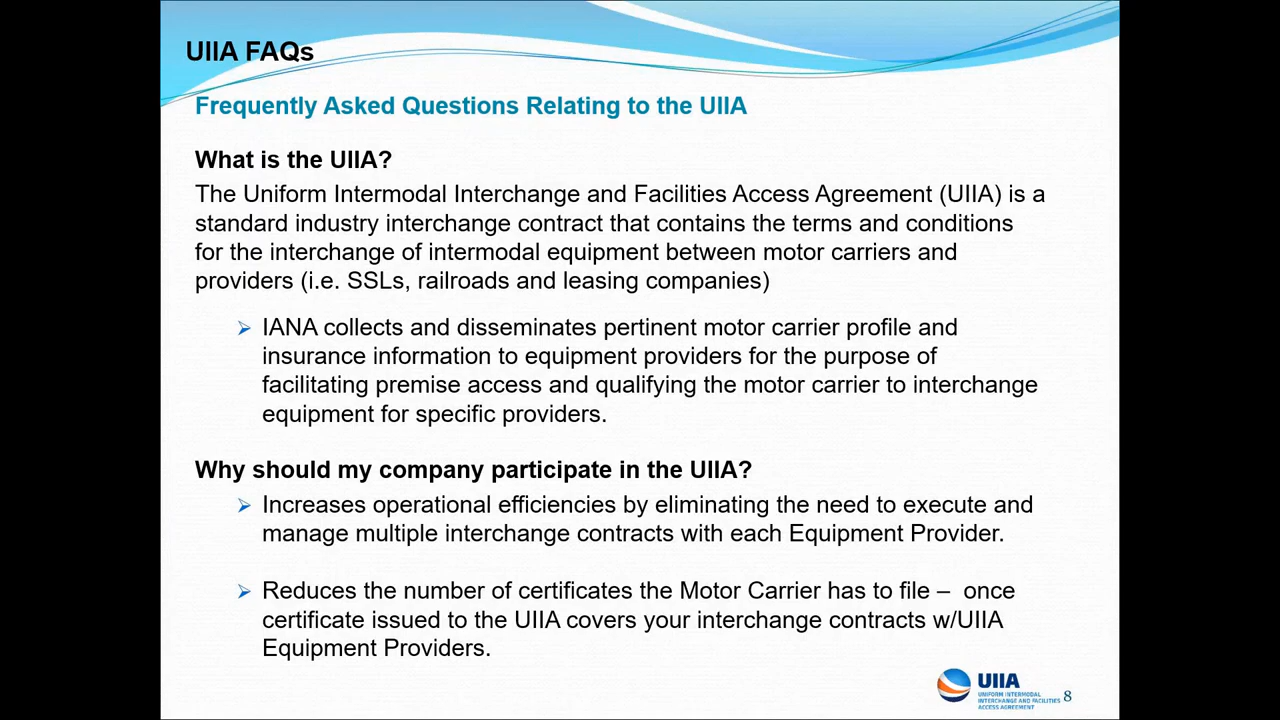 UIIA FAQs
Frequently Asked Questions Relating to the UIIA
What is the UIIA?
The Uniform Intermodal Interchange and Facilities Access Agreement (UIIA) is a
standard industry interchange contract that contains the terms and conditions
for the interchange of intermodal equipment between motor carriers and
providers (i.e. SSLs, railroads and leasing companies)
IANA collects and disseminates pertinent motor carrier profile and
insurance information to equipment providers for the purpose of
facilitating premise access and qualifying the motor carrier to interchange
equipment for specific providers.
Why should my company participate in the UIIA?
Increases operational efficiencies by eliminating the need to execute and
manage multiple interchange contracts with each Equipment Provider.
Reduces the number of certificates the Motor Carrier has to file – once
certificate issued to the UIIA covers your interchange contracts w/UIIA
Equipment Providers.
UIIA
UNIFORM INTERMODAL
INTERCHANGE AND FACILITIES
ACCESS AGREEMENT
8